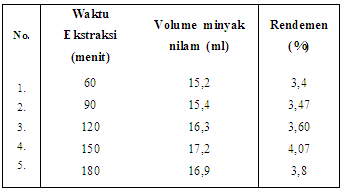 No. Waktu Ekstraksi (menit) Volume minyak nilam (ml) Rendemen (%)
1. 60 15,2 3,4
2. 90 15,4 3,47
3. 120 16,3 3,60
4. 150 17,2 4,07
5. 180 16,9 3,8